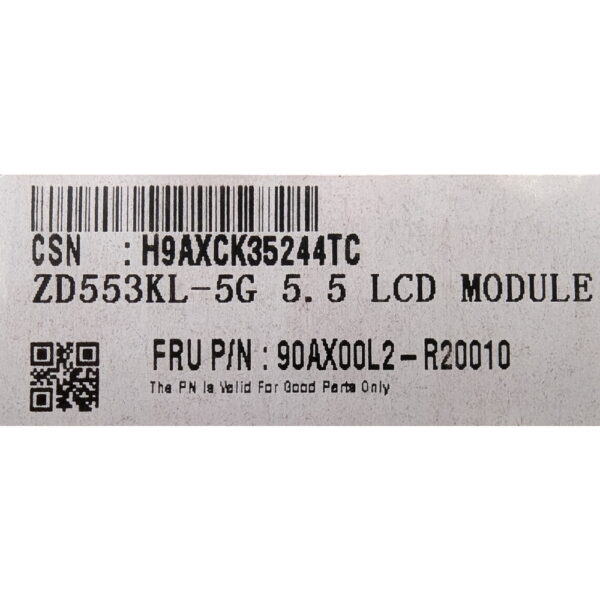 CSN : H9AXCK35244TC
ZD553KL-5G 5.5 LCD MODULE
FRU P/N : 90AX00L2-R20010
The PN is Valid For Good Parts Only